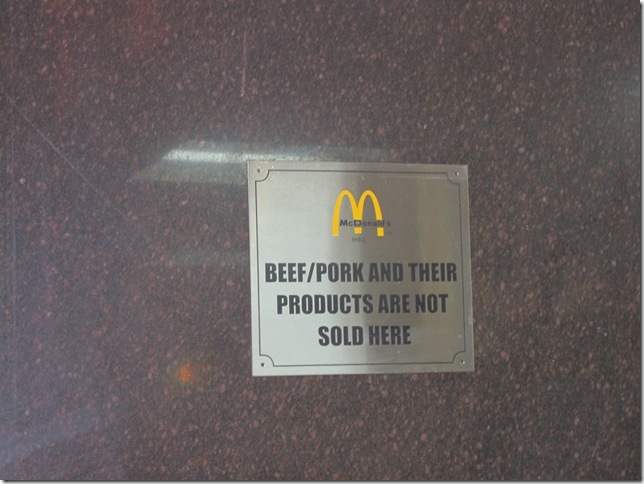 McDonald's
India
BEEF/PORK AND THEIR
PRODUCTS ARE NOT
SOLD HERE